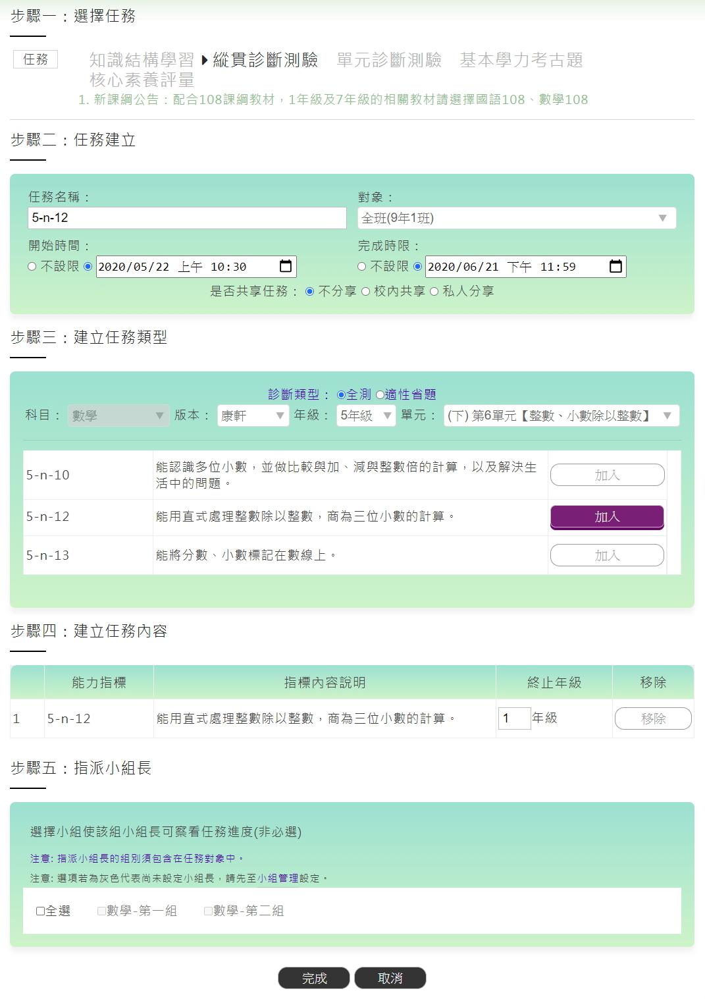 步驟一：選擇任務
任務
知識結構學習 縱貫診斷測驗 單元診斷測驗 基本學力考古題
核心素養評量
1. 新課綱公告：配合108課綱教材，1年級及7年級的相關教材請選擇國語108、數學108
步驟二：任務建立
任務名稱： 對象：
5-n-12 全班(9年1班)
開始時間： 完成時限：
不設限 2020/05/22 上午 10:30 不設限 2020/06/21 下午 11:59
是否共享任務： 不分享 校內共享 私人分享
步驟三：建立任務類型
診斷類型： 全測 適性省題
科目： 數學 版本： 康軒 年級： 5年級 單元： (下) 第6單元【整數、小數除以整數】
5-n-10 能認識多位小數，並做比較與加、減與整數倍的計算，以及解決生
活中的問題。 加入
5-n-12 能用直式處理整數除以整數，商為三位小數的計算。 加入
5-n-13 能將分數、小數標記在數線上。 加入
步驟四：建立任務內容
能力指標 指標內容說明 終止年級 移除
1 5-n-12 能用直式處理整數除以整數，商為三位小數的計算。 1 年級 移除
步驟五：指派小組長
選擇小組使該組小組長可察看任務進度(非必選)
注意: 指派小組長的組別須包含在任務對象中。
注意: 選項若為灰色代表尚未設定小組長，請先至小組管理設定。
全選 數學-第一組 數學-第二組
完成 取消